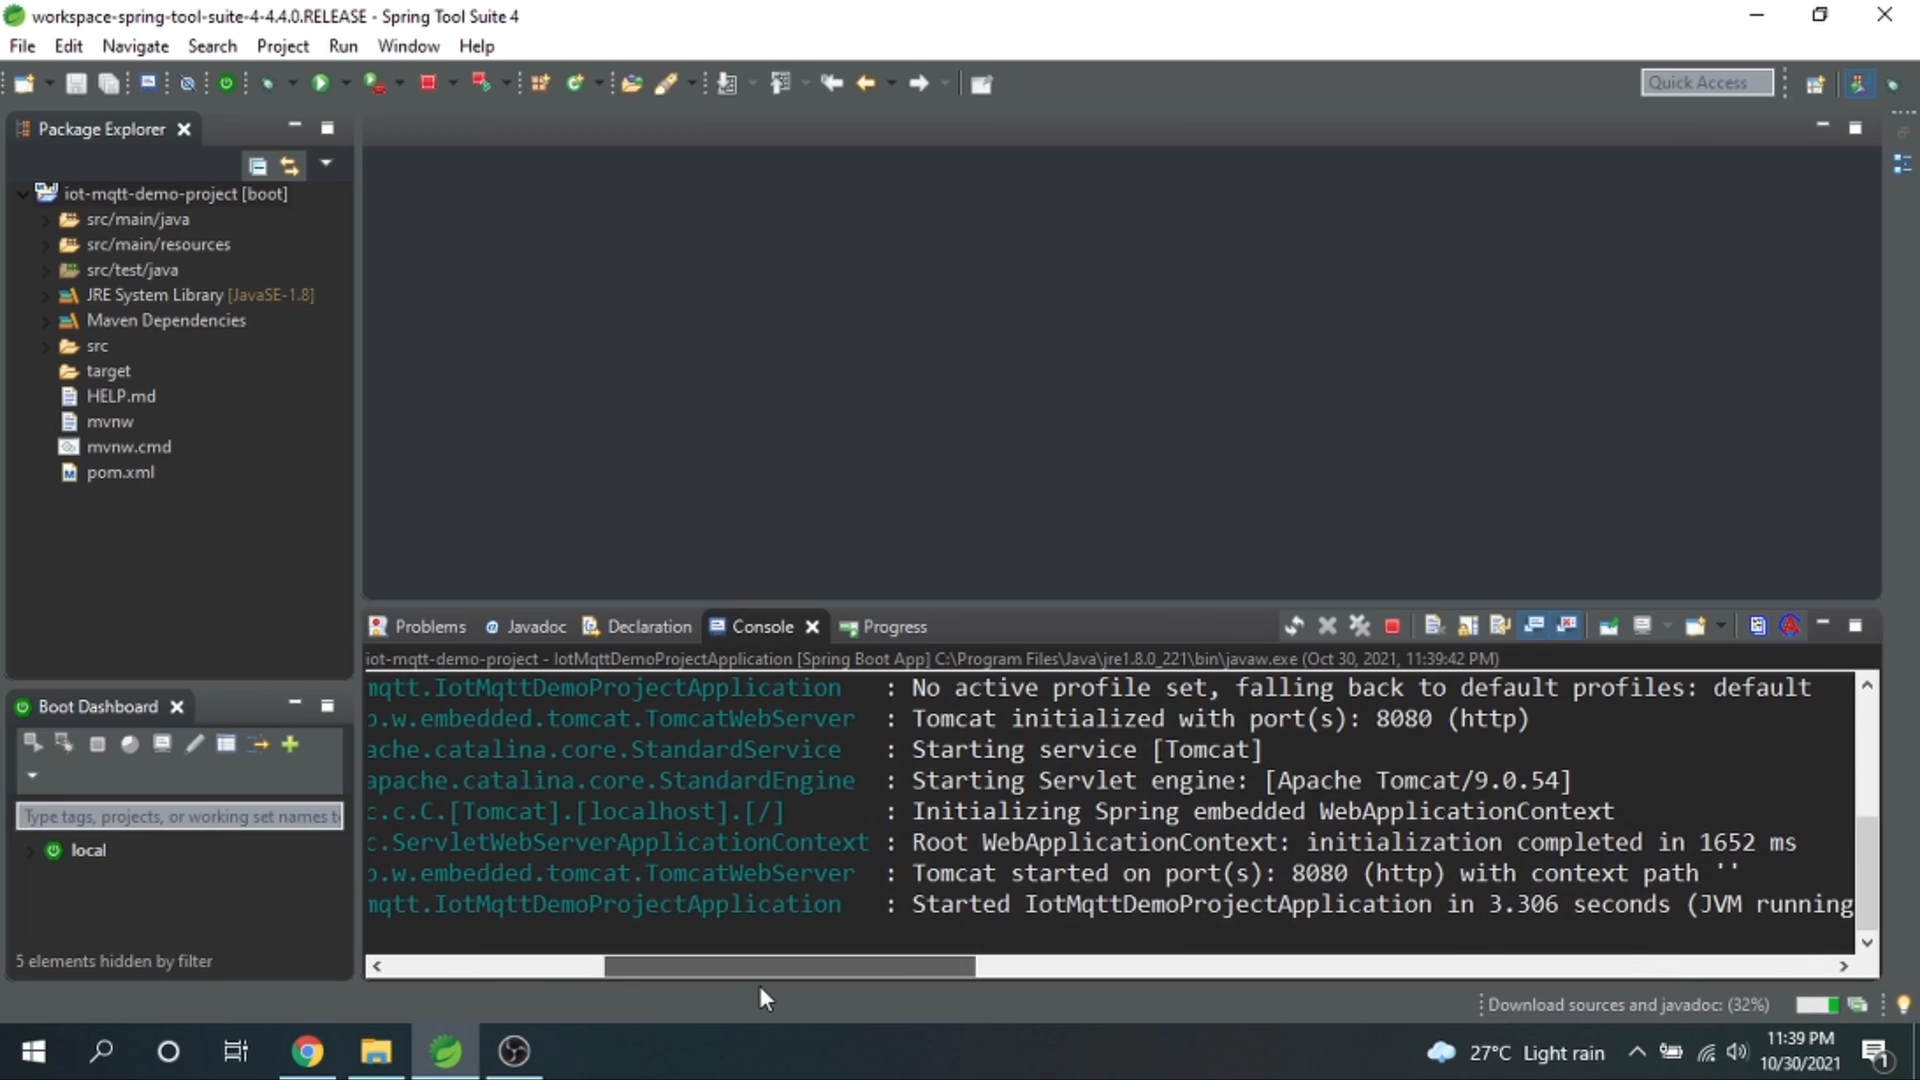 workspace-spring-tool-suite-4-4.4.0.RELEASE - Spring Tool Suite 4
File Edit Navigate Search Project Run Window Help
Quick Access
Package Explorer
iot-mqtt-demo-project [boot]
src/main/java
src/main/resources
src/test/java
JRE System Library [JavaSE-1.8]
Maven Dependencies
src
target
HELP.md
mvnw
mvnw.cmd
pom.xml
Boot Dashboard
Type tags, projects, or working set names t
local
5 elements hidden by filter
Problems Javadoc Declaration Console Progress
iot-mqtt-demo-project - IotMqttDemoProjectApplication [Spring Boot App] C:\Program Files\Java\jre1.8.0_221\bin\javaw.exe (Oct 30, 2021, 11:39:42 PM)
mqtt.IotMqttDemoProjectApplication : No active profile set, falling back to default profiles: default
o.w.embedded.tomcat.TomcatWebServer : Tomcat initialized with port(s): 8080 (http)
ache.catalina.core.StandardService : Starting service [Tomcat]
apache.catalina.core.StandardEngine : Starting Servlet engine: [Apache Tomcat/9.0.54]
c.c.C.[Tomcat].[localhost].[/] : Initializing Spring embedded WebApplicationContext
c.ServletWebServerApplicationContext : Root WebApplicationContext: initialization completed in 1652 ms
o.w.embedded.tomcat.TomcatWebServer : Tomcat started on port(s): 8080 (http) with context path ''
mqtt.IotMqttDemoProjectApplication : Started IotMqttDemoProjectApplication in 3.306 seconds (JVM running
Download sources and javadoc: (32%)
27°C Light rain
11:39 PM
10/30/2021
1